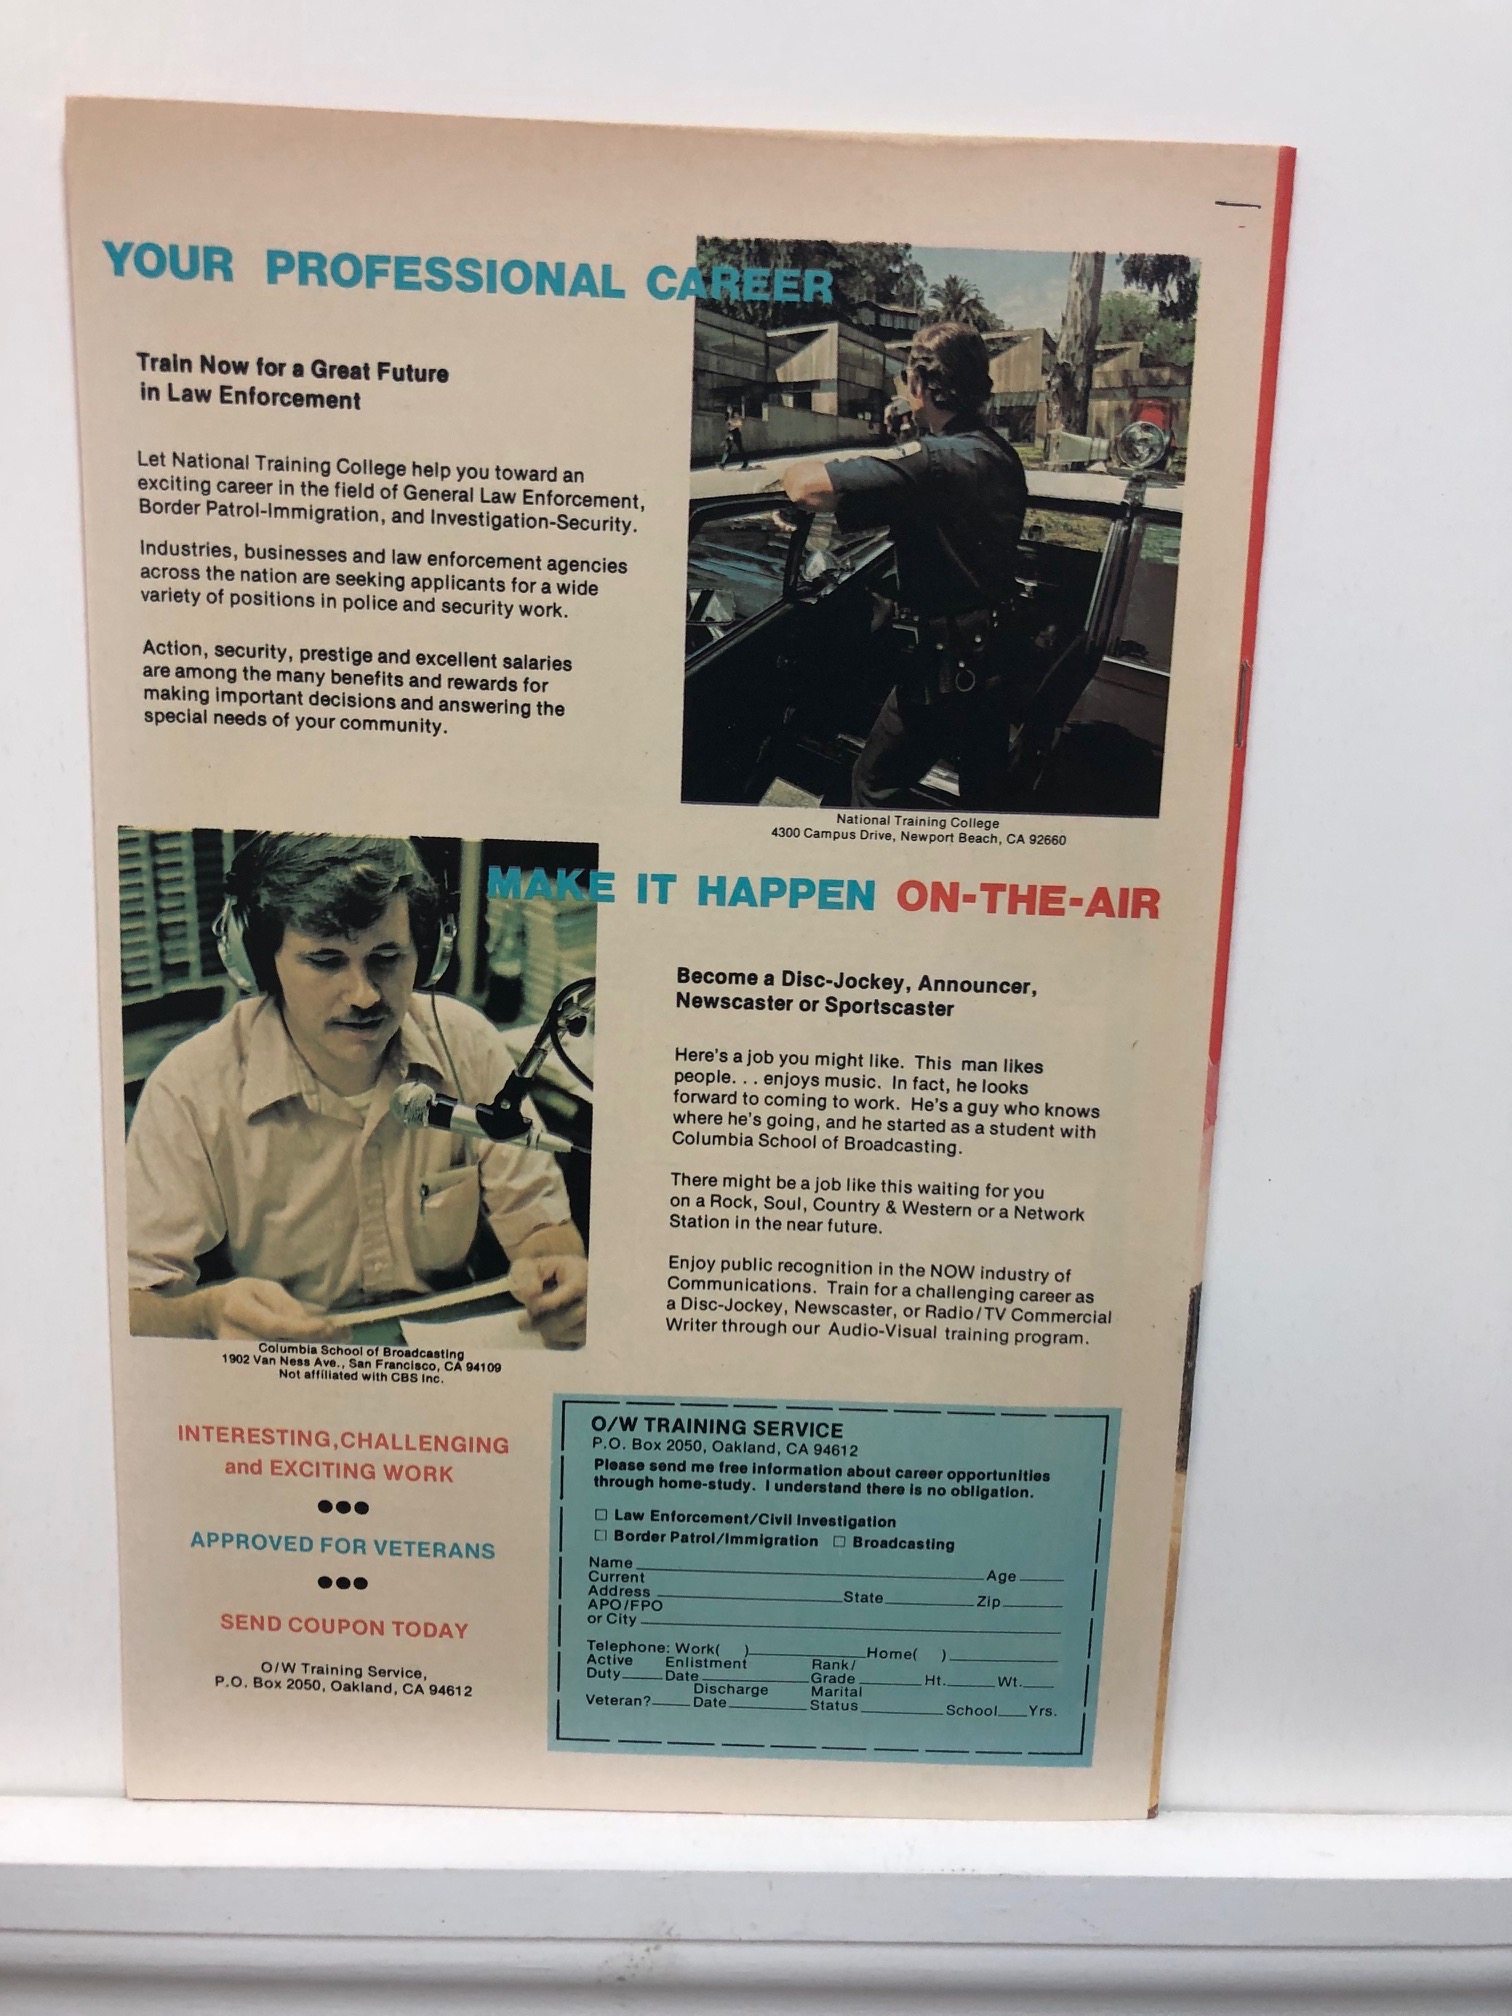 YOUR PROFESSIONAL CAREER
Train Now for a Great Future
in Law Enforcement
Let National Training College help you toward an
exciting career in the field of General Law Enforcement,
Border Patrol-Immigration, and Investigation-Security.
Industries, businesses and law enforcement agencies
across the nation are seeking applicants for a wide
variety of positions in police and security work.
Action, security, prestige and excellent salaries
are among the many benefits and rewards for
making important decisions and answering the
special needs of your community.
National Training College
4300 Campus Drive, Newport Beach, CA 92660
MAKE IT HAPPEN ON-THE-AIR
Become a Disc-Jockey, Announcer,
Newscaster or Sportscaster
Here's a job you might like. This man likes
people. . . enjoys music. In fact, he looks
forward to coming to work. He's a guy who knows
where he's going, and he started as a student with
Columbia School of Broadcasting.
There might be a job like this waiting for you
on a Rock, Soul, Country & Western or a Network
Station in the near future.
Enjoy public recognition in the NOW industry of
Communications. Train for a challenging career as
a Disc-Jockey, Newscaster, or Radio/TV Commercial
Writer through our Audio-Visual training program.
Columbia School of Broadcasting
1902 Van Ness Ave., San Francisco, CA 94109
Not affiliated with CBS Inc.
INTERESTING,CHALLENGING
and EXCITING WORK
●●●
APPROVED FOR VETERANS
●●●
SEND COUPON TODAY
O/W Training Service,
P.O. Box 2050, Oakland, CA 94612
O/W TRAINING SERVICE
P.O. Box 2050, Oakland, CA 94612
Please send me free information about career opportunities
through home-study. I understand there is no obligation.
☐ Law Enforcement/Civil Investigation
☐ Border Patrol/Immigration ☐ Broadcasting
Name Age
Current
Address State Zip
APO/FPO
or City
Telephone: Work( ) Home( )
Active Enlistment Rank/
Duty Date Grade Ht. Wt.
Discharge Marital
Veteran? Date Status School Yrs.